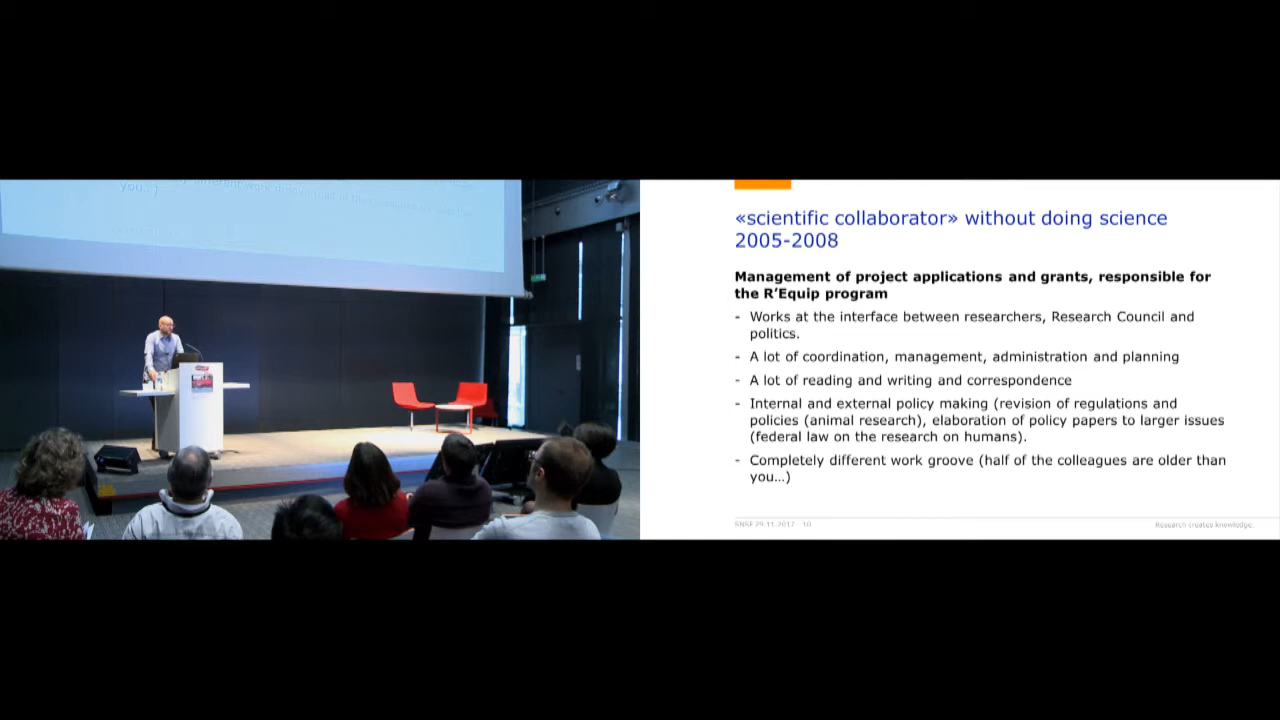 you...)
«scientific collaborator» without doing science
2005-2008
Management of project applications and grants, responsible for
the R'Equip program
- Works at the interface between researchers, Research Council and
politics.
- A lot of coordination, management, administration and planning
- A lot of reading and writing and correspondence
- Internal and external policy making (revision of regulations and
policies (animal research), elaboration of policy papers to larger issues
(federal law on the research on humans).
- Completely different work groove (half of the colleagues are older than
you...)
SNSF 29.11.2017 10
Research creates knowledge.